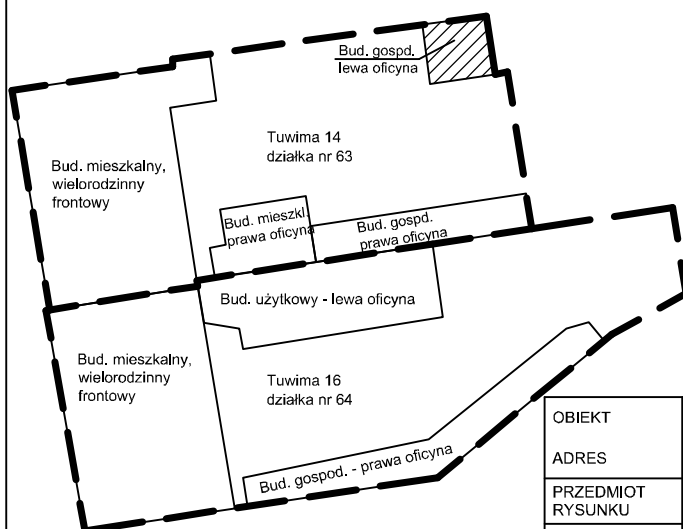 Bud. gospd.
lewa oficyna
Tuwima 14
działka nr 63
Bud. mieszkalny,
wielorodzinny
frontowy
Bud. mieszkl.
prawa oficyna
Bud. gospd.
prawa oficyna
Bud. użytkowy - lewa oficyna
Bud. mieszkalny,
wielorodzinny
frontowy
Tuwima 16
działka nr 64
Bud. gospod. - prawa oficyna
OBIEKT
ADRES
PRZEDMIOT
RYSUNKU